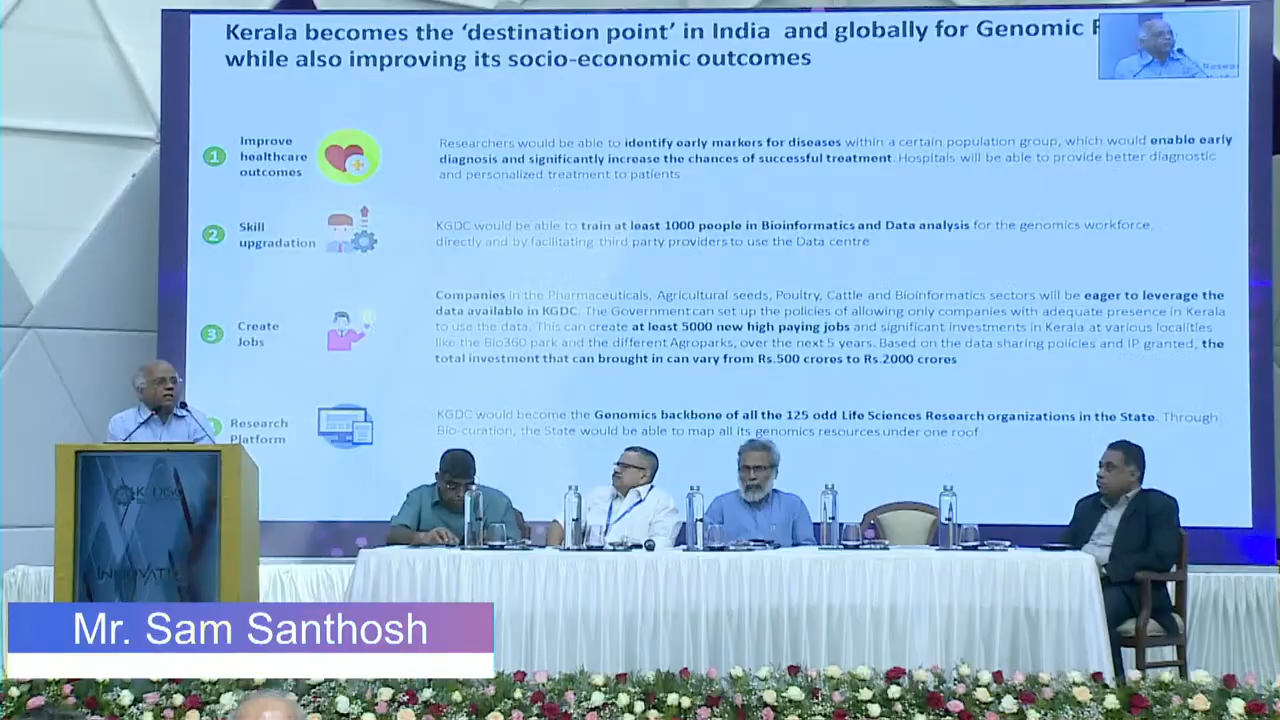 Kerala becomes the ‘destination point’ in India and globally for Genomic
while also improving its socio-economic outcomes
1
Improve
healthcare
outcomes
Researchers would be able to identify early markers for diseases within a certain population group, which would enable early
diagnosis and significantly increase the chances of successful treatment. Hospitals will be able to provide better diagnostic
and personalized treatment to patients
2
Skill
upgradation
KGDC would be able to train at least 1000 people in Bioinformatics and Data analysis for the genomics workforce,
directly and by facilitating third party providers to use the Data centre
3
Create
Jobs
Companies in the Pharmaceuticals, Agricultural seeds, Poultry, Cattle and Bioinformatics sectors will be eager to leverage the
data available in KGDC. The Government can set up the policies of allowing only companies with adequate presence in Kerala
to use the data. This can create at least 5000 new high paying jobs and significant investments in Kerala at various localities
like the Bio360 park and the different Agroparks, over the next 5 years. Based on the data sharing policies and IP granted, the
total investment that can brought in can vary from Rs.500 crores to Rs.2000 crores
Research
Platform
KGDC would become the Genomics backbone of all the 125 odd Life Sciences Research organizations in the State. Through
Bio-curation, the State would be able to map all its genomics resources under one roof
Mr. Sam Santhosh